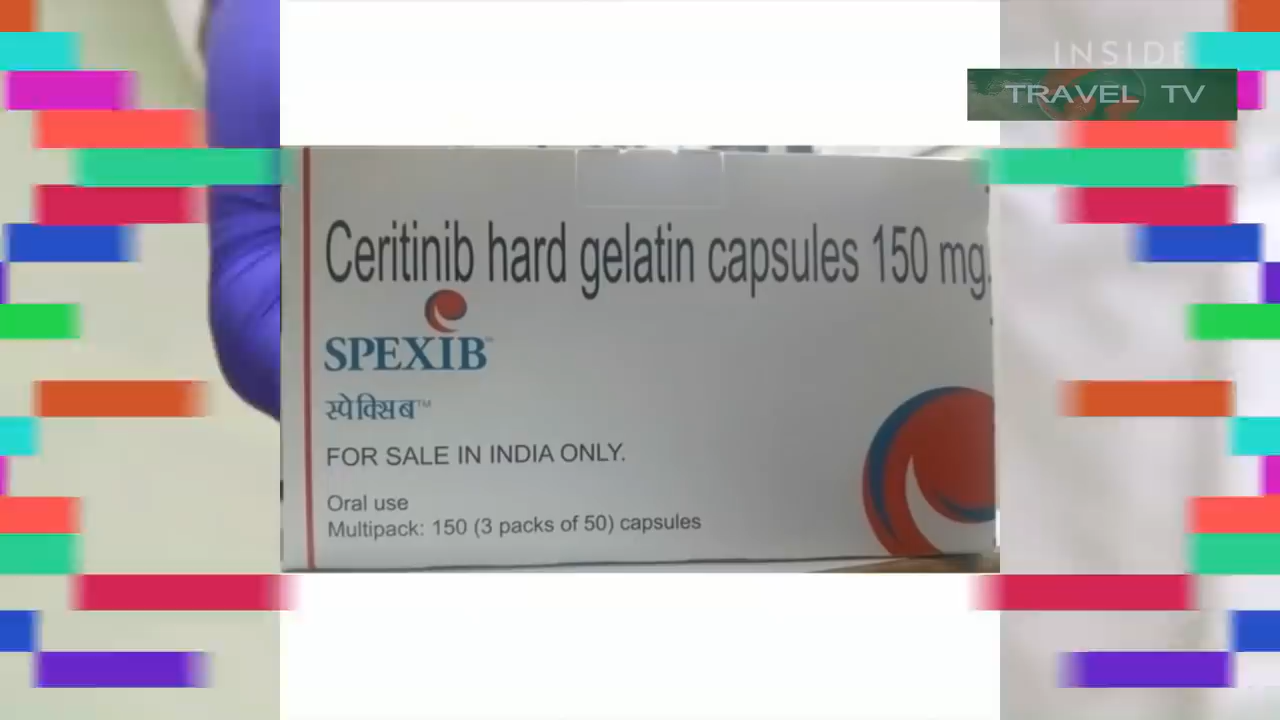 INSIDE
TRAVEL TV
Ceritinib hard gelatin capsules 150 mg.
SPEXIB™
स्पेक्सिब™
FOR SALE IN INDIA ONLY.
Oral use
Multipack: 150 (3 packs of 50) capsules